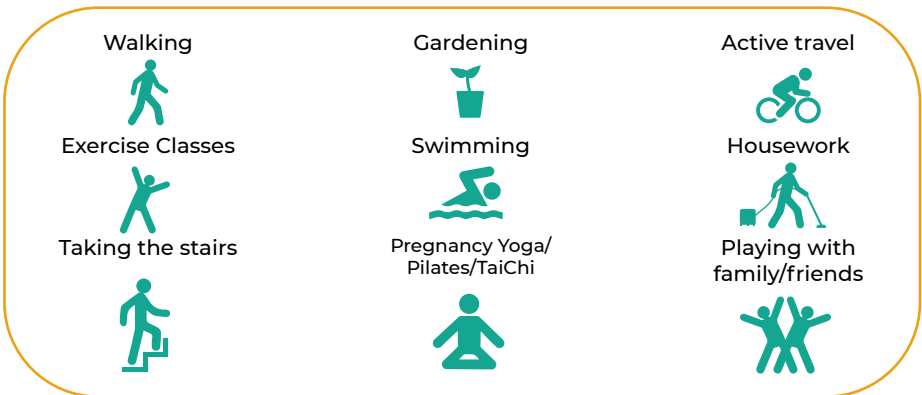 Walking
Gardening
Active travel
Exercise Classes
Swimming
Housework
Taking the stairs
Pregnancy Yoga/
Pilates/TaiChi
Playing with
family/friends